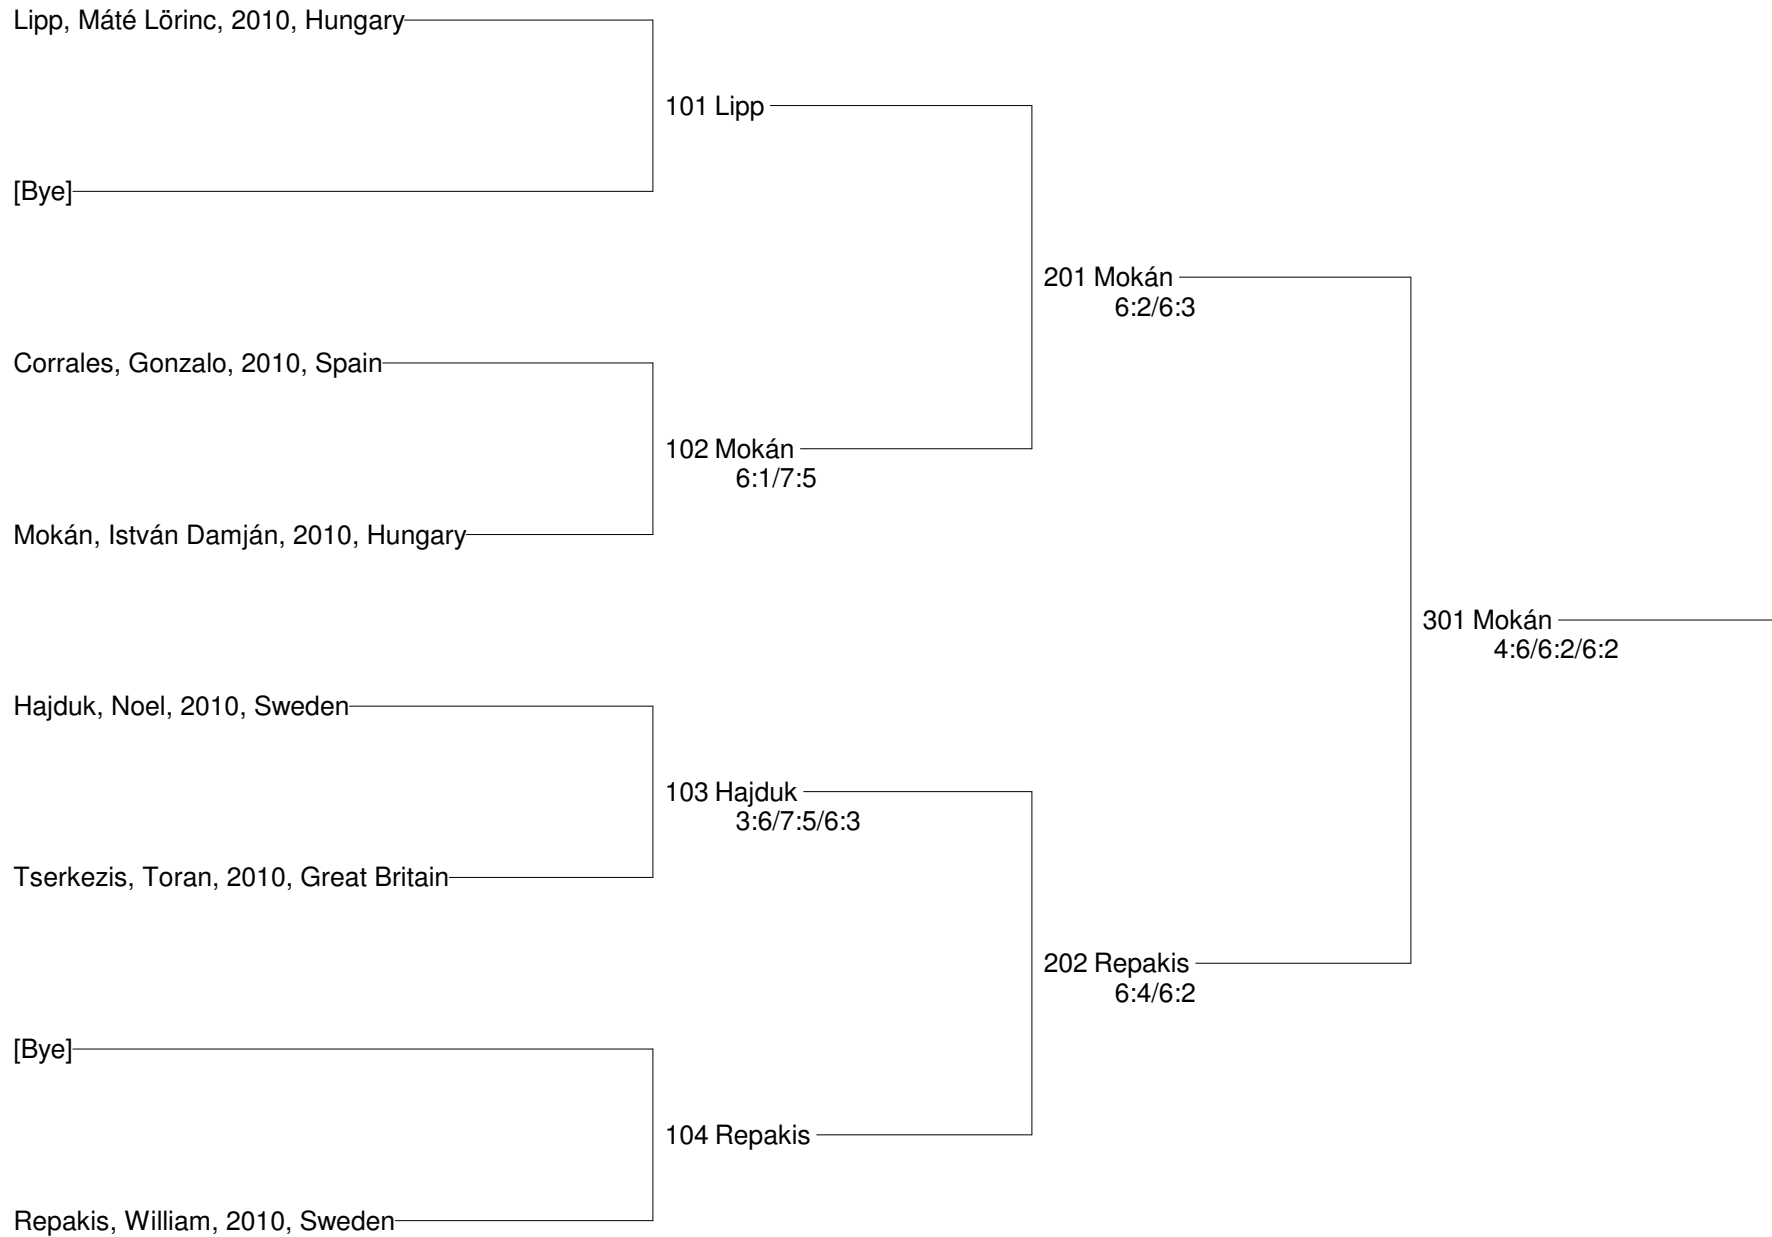 Lipp, Máté Lörinc, 2010, Hungary
101 Lipp
[Bye]
201 Mokán
6:2/6:3
Corrales, Gonzalo, 2010, Spain
102 Mokán
6:1/7:5
Mokán, István Damján, 2010, Hungary
301 Mokán
4:6/6:2/6:2
Hajduk, Noel, 2010, Sweden
103 Hajduk
3:6/7:5/6:3
Tserkezis, Toran, 2010, Great Britain
202 Repakis
6:4/6:2
[Bye]
104 Repakis
Repakis, William, 2010, Sweden